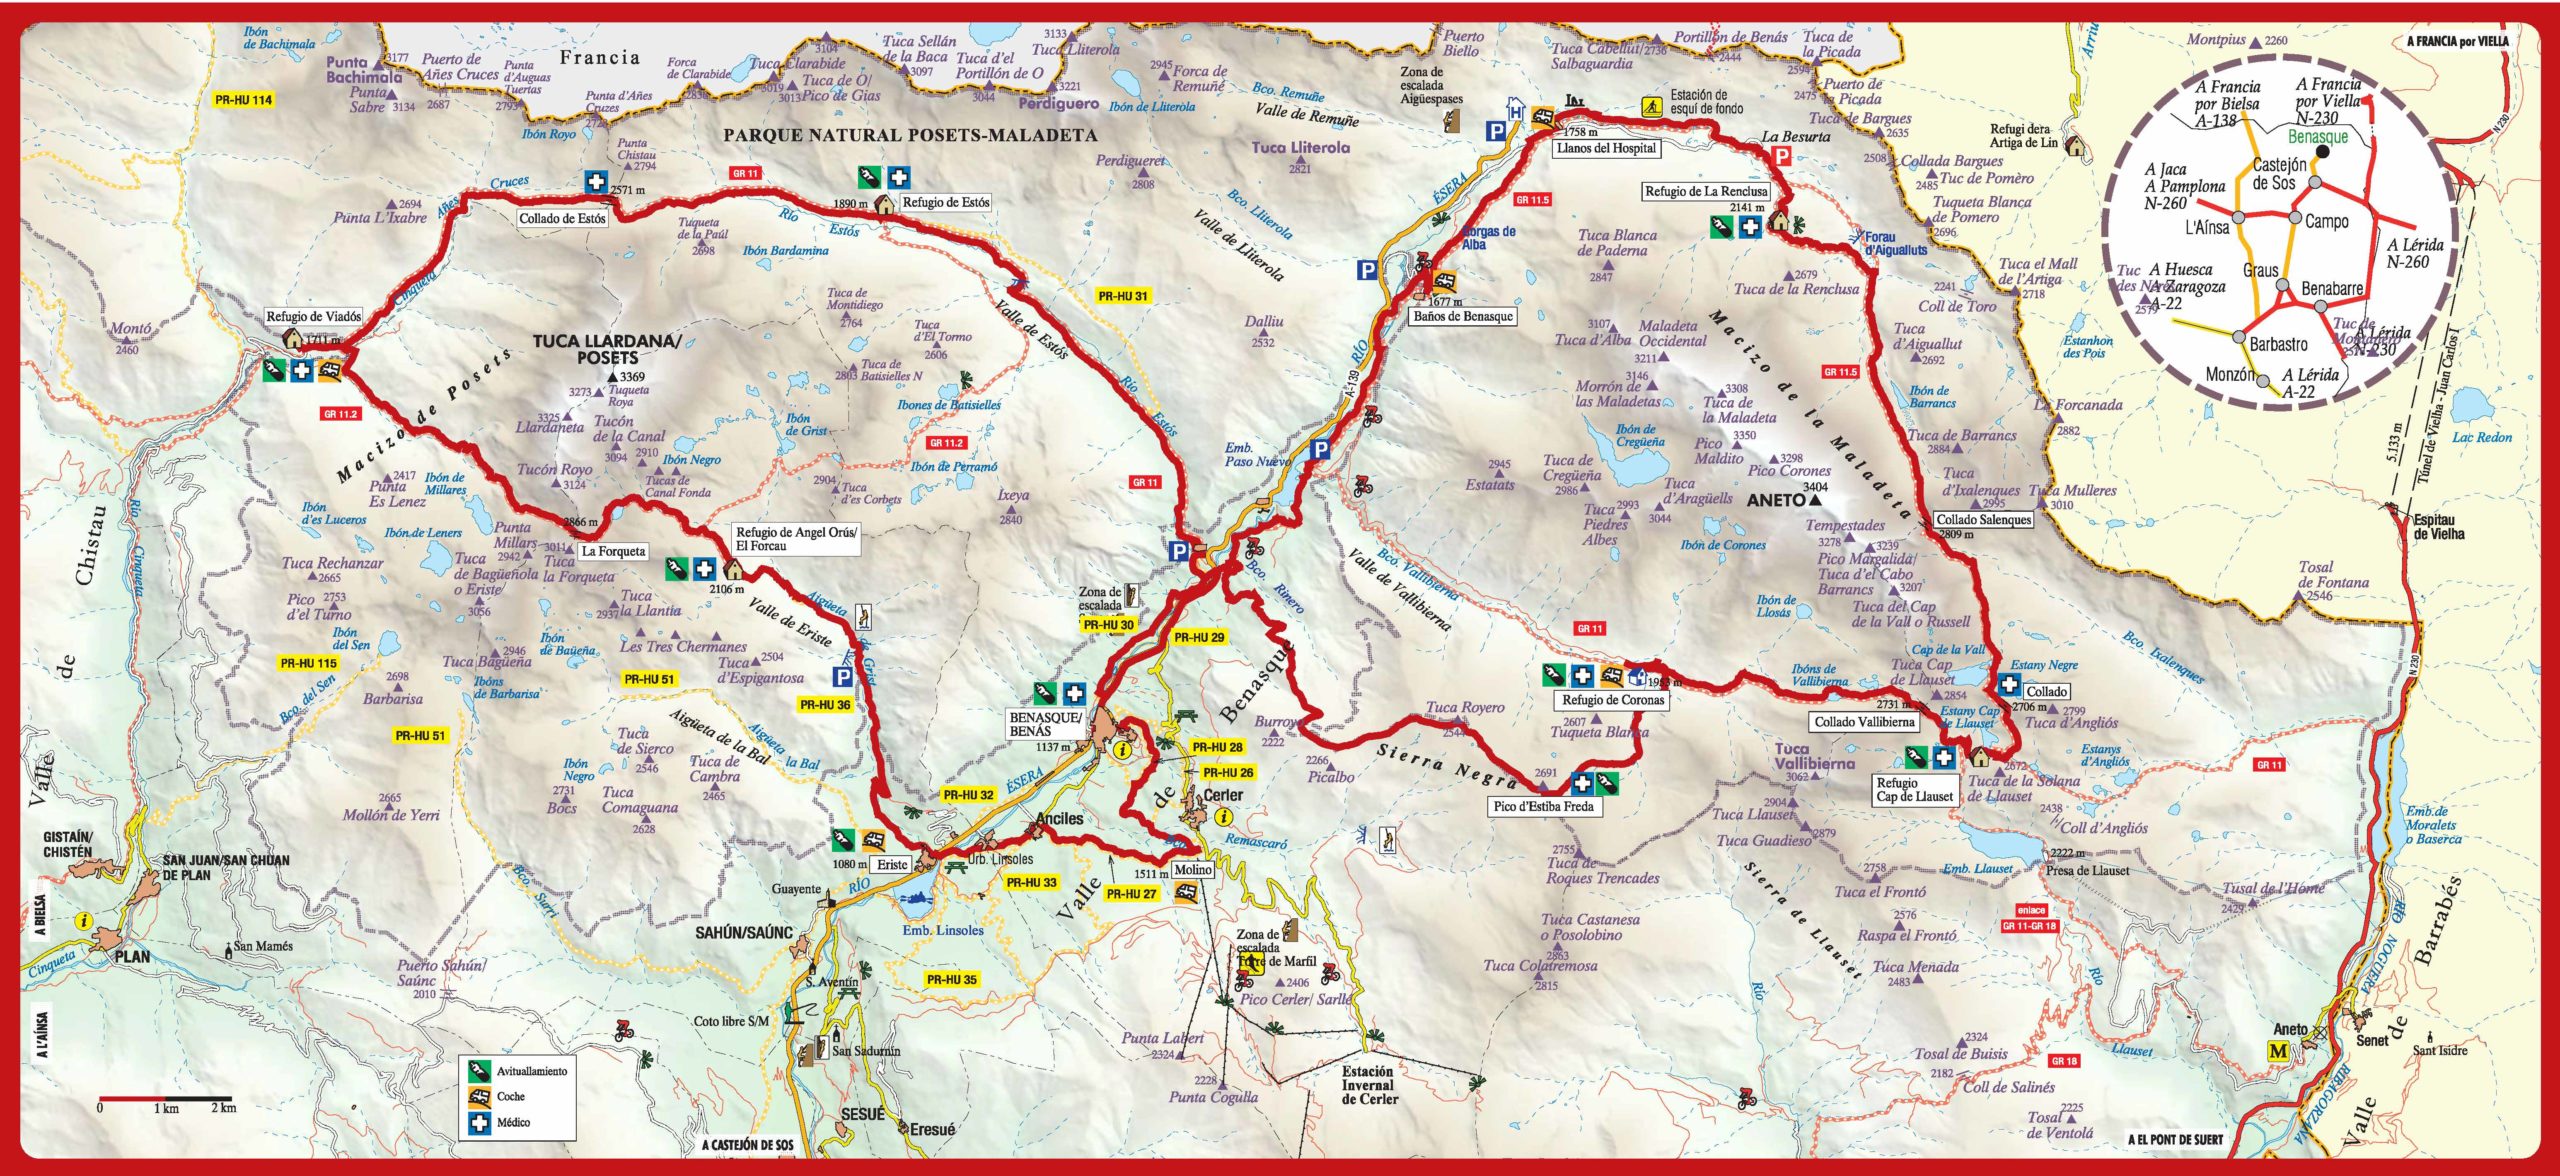 Ibón
de Bachimala
PR-HU 114
Punta
Bachimala
3177
Punta
Sabre
3134
Puerto de
Añes Cruces
2687
Punta
d'Auguas
Tuertas
2793
Francia
Ibón Royo
Punta d'Añes
Cruces
Forca
de Clarabide
3104
Tuca Clarabide
3019
3013
Tuca de O/
Pico de Gias
Tuca Sellán
de la Baca
3097
Tuca d'el
Portillón de O
3044
3133
Tuca Lliterola
3221
Perdiguero
2945
Forca de
Remuñé
Ibón de Lliterola
PARQUE NATURAL POSETS-MALADETA
Bco. Remuñe
Valle de Remuñe
Zona de
escalada
Aigüespases
Puerto
Biello
Tuca Cabellut/
Salbaguardia
2736
Portillón de Benás
2444
Tuca de
la Picada
2594
Puerto de
la Picada
2475
Tuca de Bargues
2635
Estación de
esquí de fondo
La Besurta
1758 m
Llanos del Hospital
Refugi dera
Artiga de Lin
Montpius
2260
A FRANCIA por VIELLA
N 230
A Francia
por Bielsa
A-138
A Francia
por Viella
N-230
Benasque
Castejón
de Sos
A Jaca
A Pamplona
N-260
L'Aínsa
Campo
A Lérida
N-260
Graus
Benabarre
A Huesca
A Zaragoza
A-22
Barbastro
Monzón
A Lérida
A-22
A Lérida
N-230
Punta
Chistau
2794
Cruces
Añes
2571 m
Collado de Estós
GR 11
1890 m
Refugio de Estós
Río
Estós
2694
Punta L'Ixabre
Tuqueta
de la Paúl
2698
Ibón Bardamina
Perdigueret
2808
Tuca Lliterola
2821
Bco. Lliterola
Valle de Lliterola
ÉSERA
GR 11.5
Gorgas de
Alba
Refugio de La Renclusa
2141 m
Forau
d'Aigualluts
2508
Collada Bargues
2485
Tuc de Pomèro
Tuqueta Blanca
de Pomero
2696
Tuca Blanca
de Paderna
2847
2679
Tuca de la Renclusa
Tuca el Mall
de l'Artiga
2718
2241
Coll de Toro
Cinqueta
Refugio de Viadós
1711 m
Montó
2460
PR-HU 31
Valle de Estós
Río
Estós
Tuca de
Montidiego
2764
Tuca
d'El Tormo
2606
Tuca de
Batisielles N
Ibones de Batisielles
Dalliu
2532
1677 m
Baños de Benasque
3107
Tuca d'Alba
Maladeta
Occidental
3211
3146
Morrón de
las Maladetas
3308
Tuca de
la Maladeta
Macizo de la Maladeta
GR 11.5
Tuca
d'Aiguallut
2692
Ibón de
Barrancs
Estanhon
des Pois
La Forcanada
2882
Lac Redon
5.133 m
Túnel de Vielha - Juan Carlos I
TUCA LLARDANA/
POSETS
3369
3273
Tuqueta
Roya
3325
Llardaneta
Tucón
de la Canal
3094
2910
Ibón Negro
Ibón
de Grist
GR 11.2
GR 11.2
Macizo de Posets
Tucón Royo
3124
Tucas de
Canal Fonda
Ibón de Perramó
2904
Tuca
d'es Corbets
GR 11
Ixeya
2840
2417
Punta
Es Lenez
Ibón de
Millares
Ibón
d'es Luceros
Ibón de Leners
A-139
RÍO
Emb.
Paso Nuevo
2945
Estatats
Tuca de
Cregüeña
2986
Ibón de
Cregüeña
3350
Pico
Maldito
3298
Pico Corones
3404
ANETO
Tuca
d'Aragüells
3044
2993
Tuca
Piedres
Albes
Ibón de Corones
Tuca de Barrancs
2884
Tuca
d'Ixalenques
2995
Tuca Mulleres
3010
Collado Salenques
2809 m
Tempestades
3278
3239
Pico Margalida/
Tuca d'el Cabo
Barrancs
3207
Tuca del Cap
de la Vall o Russell
Espitau
de Vielha
Tosal
de Fontana
2546
2866 m
La Forqueta
Refugio de Angel Orús/
El Forcau
2106 m
Punta
Millars
2942
3011
Tuca
la Forqueta
Tuca
de Bagüeñola
o Eriste
3056
Tuca Rechanzar
2665
Pico
d'el Turno
2753
Ibón
del Sen
PR-HU 115
Bco. del Sen
Valle de Chistau
Río Cinqueta
Tuca
la Llantía
2937
Les Tres Chermanes
Tuca
d'Espigantosa
2504
Valle de Eriste
Aigüeta
de Grist
2946
Tuca Bagüeña
Ibón
de Baüeña
Ibóns
de Barbarisa
2698
Barbarisa
PR-HU 51
PR-HU 51
PR-HU 36
Aigüeta de la Bal
Aigüeta
la Bal
Zona de
escalada
PR-HU 30
PR-HU 29
Bco. Rinero
Bco. Vallibierna
Valle de Vallibierna
GR 11
Refugio de Coronas
1953 m
2607
Tuqueta Blanca
Ibóns de
Vallibierna
Ibón de
Llosás
Cap de la Vall
Tuca Cap
de Llauset
2854
Estany Negre
Collado
2706 m
2799
Tuca d'Angliós
2731 m
Collado Vallibierna
Estany Cap
de Llauset
Refugio
Cap de Llauset
2672
Tuca de la Solana
de Llauset
Estanys
d'Angliós
2438
Coll d'Angliós
Bco. Ixalenques
GR 11
N 230
Emb.de
Moralets
o Baserca
BENASQUE/
BENÁS
1137 m
PR-HU 28
PR-HU 26
Burroy
2222
2266
Picalbo
Tuca Royero
2544
Sierra Negra
2691
Pico d'Estiba Freda
Tuca
Vallibierna
3062
2904
Tuca Llauset
2879
Tuca Guadieso
Tuca
de Sierco
2546
Ibón
Negro
Tuca de
Cambra
2465
2731
Bocs
Tuca
Comaguana
2628
2665
Mollón de Yerri
ÉSERA
PR-HU 32
Anciles
Cerler
Remascaró
1080 m
Eriste
Urb. Linsoles
PR-HU 33
PR-HU 27
1511 m
Molino
Valle de Benasque
Guayente
RÍO
SAHÚN/SAÚNC
Emb. Linsoles
PR-HU 35
S. Aventín
Coto libre S/M
San Sadurnín
SESUÉ
Eresué
A CASTEJÓN DE SOS
GISTAÍN/
CHISTÉN
SAN JUAN/SAN CHUAN
DE PLAN
PLAN
Cinqueta
San Mamés
A BIELSA
A L'AÍNSA
Bco. Surri
Puerto Sahún/
Saúnc
2010
Zona de
escalada
Torre de Marfil
2406
Pico Cerler/ Sarllé
Punta Laberi
2324
2228
Punta Cogulla
Estación
Invernal
de Cerler
2755
Tuca de
Roques Trencades
Tuca Castanesa
o Posolobino
2863
Tuca Colatremosa
2815
Sierra de Llauset
Emb. Llauset
2222 m
Presa de Llauset
2758
Tuca el Frontó
2576
Raspa el Frontó
Tuca Menada
2483
enlace
GR 11-GR 18
Tusal de l'Home
2429
Río
Río
Llauset
2324
Tosal de Buisis
2182
Coll de Salinés
GR 18
Tosal
de Ventolá
2225
Aneto
M
Senet
Sant Isidre
RÍO NOGUERA
RIBAGORZANA
Valle de Barrabés
A EL PONT DE SUERT
0
1 km
2 km
Avituallamiento
Coche
Médico